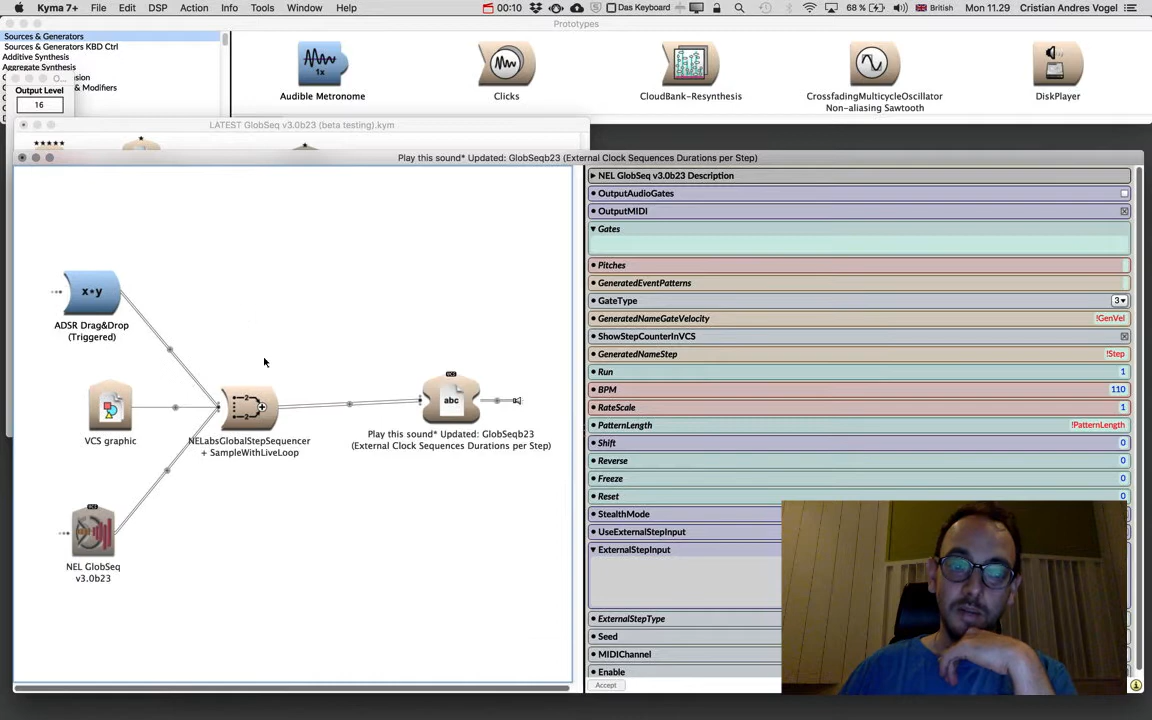 Kyma 7+ File Edit DSP Action Info Tools Window Help 00:10 Das Keyboard 68 % British Mon 11.29 Cristian Andres Vogel
Prototypes
Sources & Generators
Sources & Generators KBD Ctrl
Additive Synthesis
Aggregate Synthesis
& Modifiers
Output Level
16
1x
Audible Metronome
Clicks
CloudBank-Resynthesis
CrossfadingMulticycleOscillator
Non-aliasing Sawtooth
DiskPlayer
LATEST GlobSeq v3.0b23 (beta testing).kym
Play this sound* Updated: GlobSeqb23 (External Clock Sequences Durations per Step)
x•y
ADSR Drag&Drop
(Triggered)
VCS graphic
2
2
NELabsGlobalStepSequencer
+ SampleWithLiveLoop
abc
Play this sound* Updated: GlobSeqb23
(External Clock Sequences Durations per Step)
NEL GlobSeq
v3.0b23
NEL GlobSeq v3.0b23 Description
OutputAudioGates
OutputMIDI
Gates
Pitches
GeneratedEventPatterns
GateType 3
GeneratedNameGateVelocity !GenVel
ShowStepCounterInVCS
GeneratedNameStep !Step
Run 1
BPM 110
RateScale 1
PatternLength !PatternLength
Shift 0
Reverse 0
Freeze 0
Reset 0
StealthMode
UseExternalStepInput
ExternalStepInput
ExternalStepType
Seed
MIDIChannel
Enable
Accept